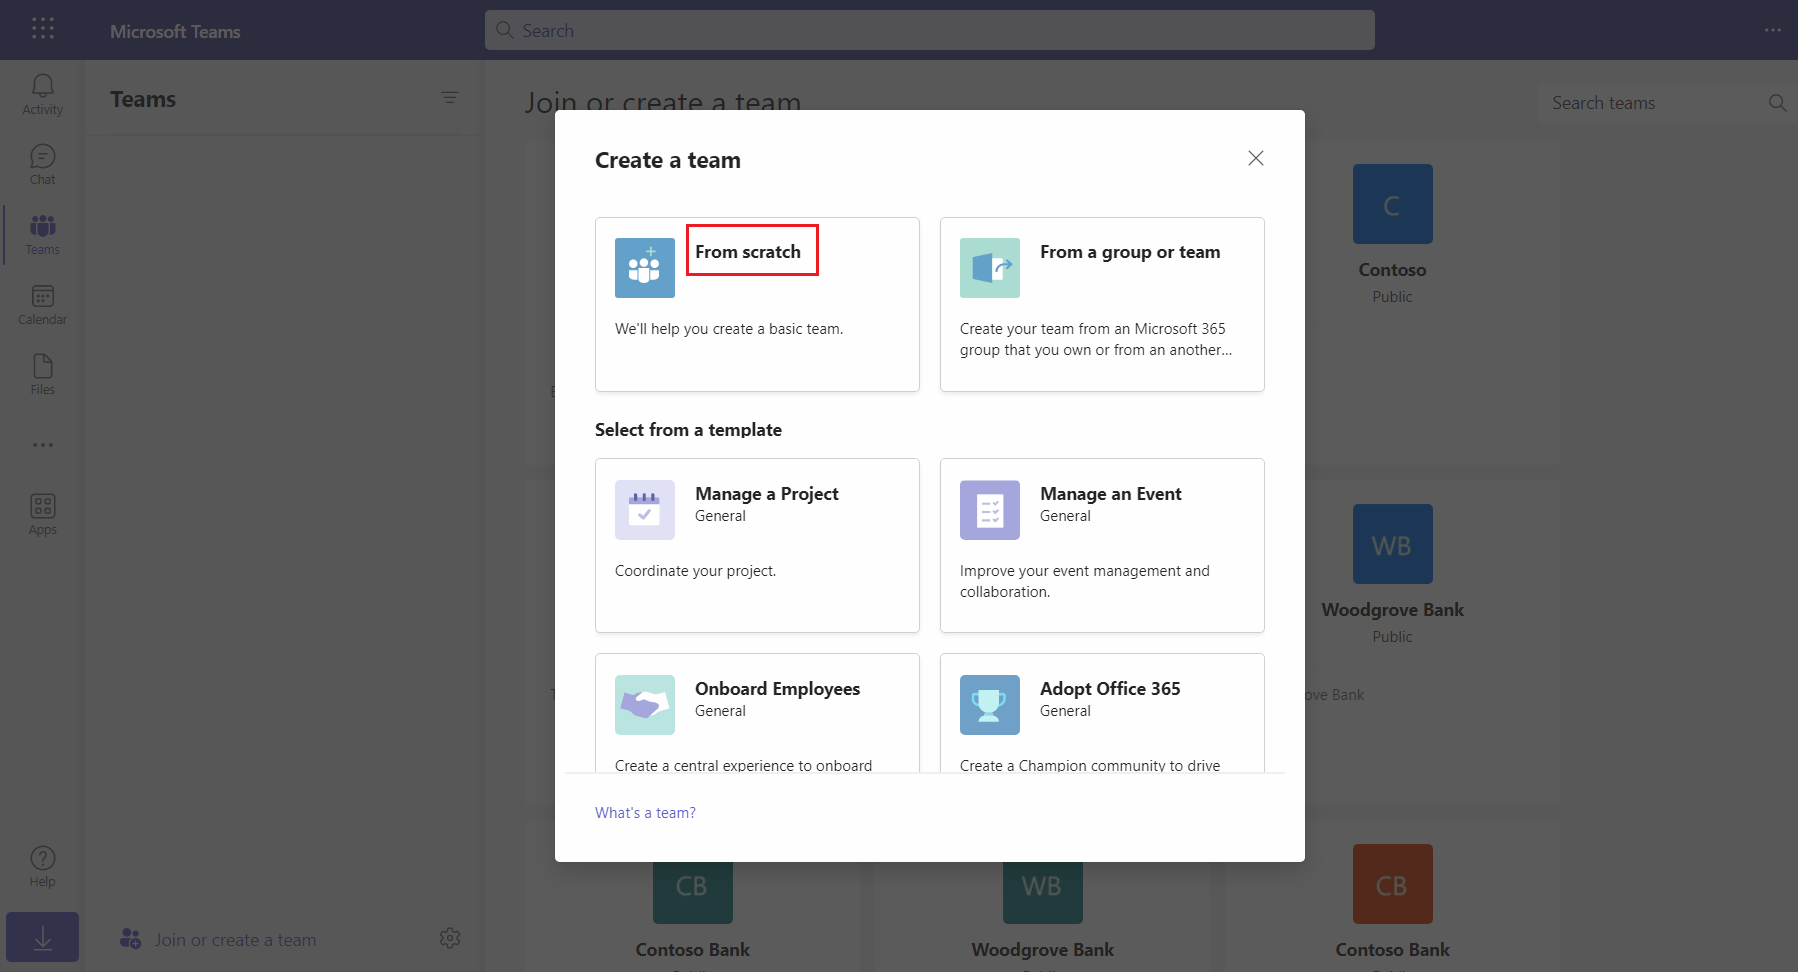 Microsoft Teams
Search
Activity
Chat
Teams
Calendar
Files
Apps
Help
Teams
Join or create a team
Join or create a team
Search teams
Create a team
From scratch
We'll help you create a basic team.
From a group or team
Create your team from an Microsoft 365
group that you own or from an another...
Select from a template
Manage a Project
General
Coordinate your project.
Manage an Event
General
Improve your event management and
collaboration.
Onboard Employees
General
Create a central experience to onboard
Adopt Office 365
General
Create a Champion community to drive
What's a team?
C
Contoso
Public
WB
Woodgrove Bank
Public
ove Bank
CB
Contoso Bank
WB
Woodgrove Bank
CB
Contoso Bank